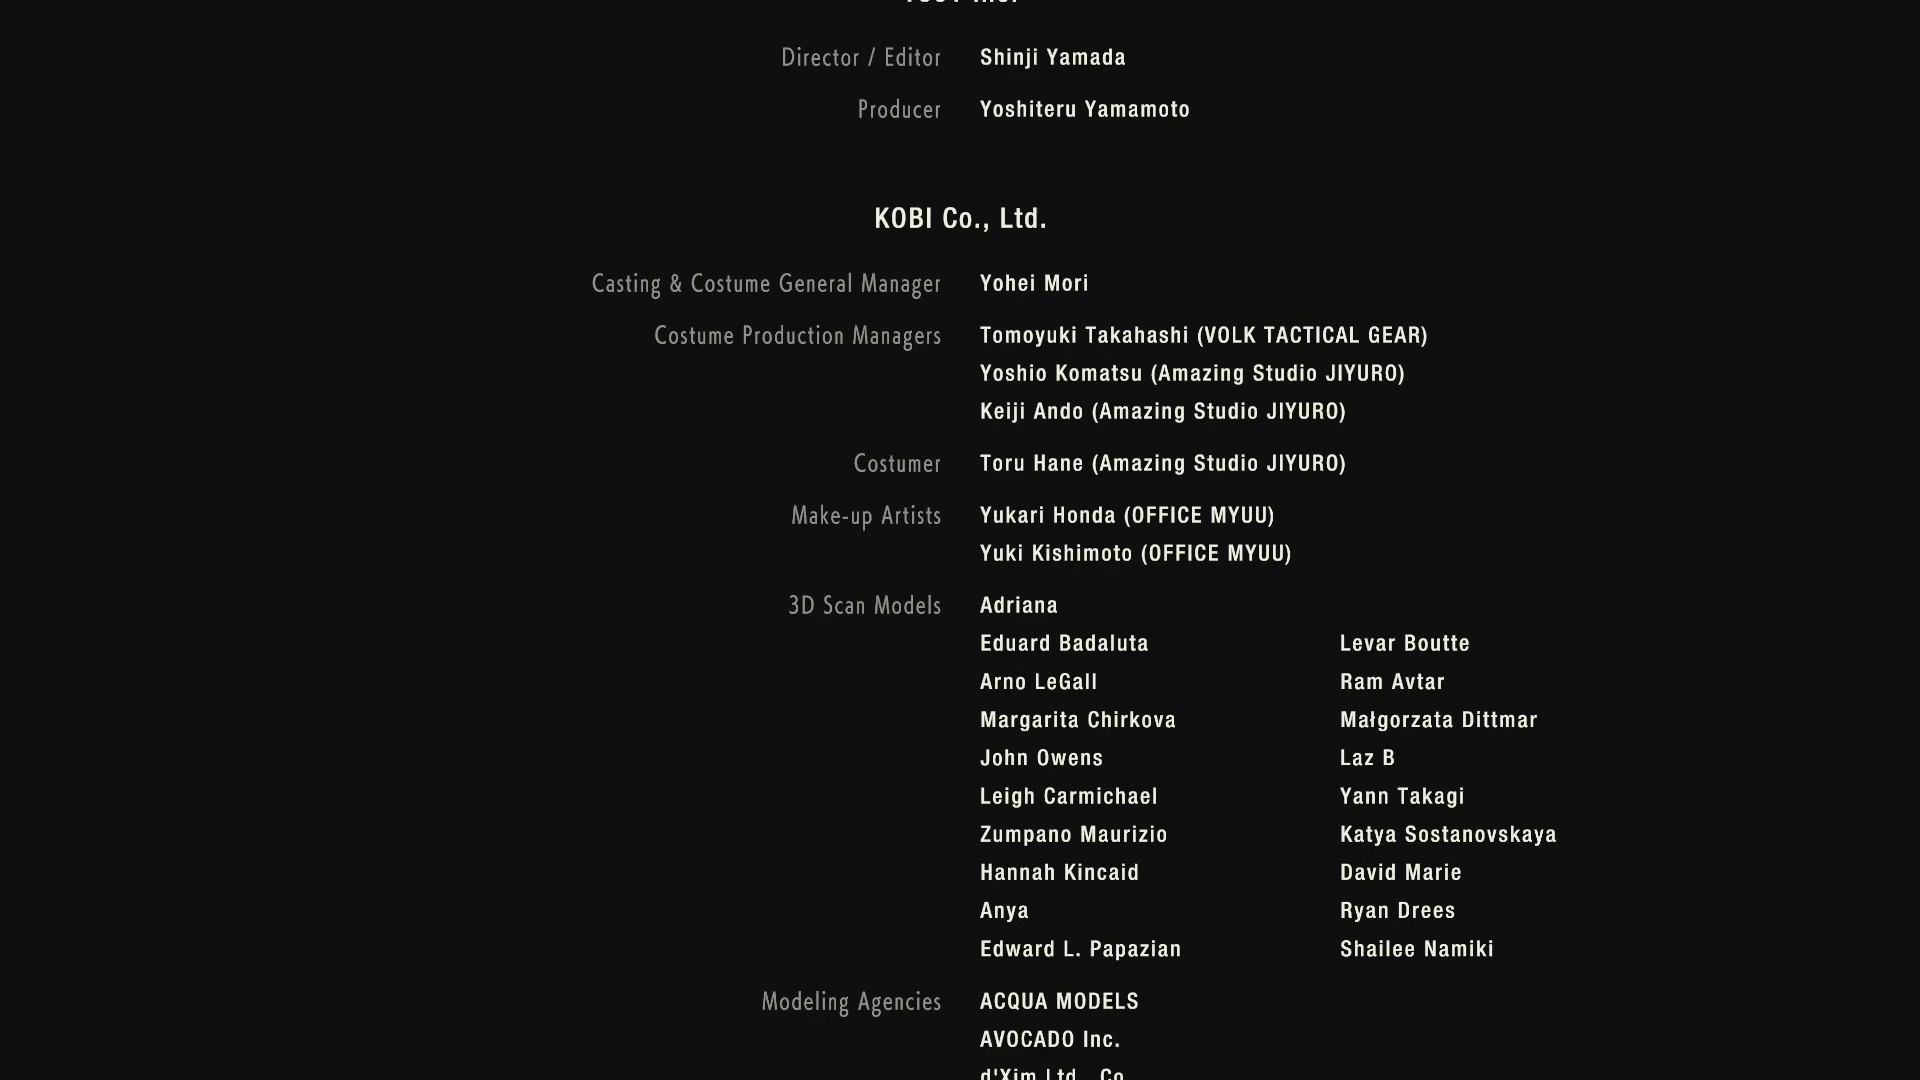 Director / Editor Shinji Yamada
Producer Yoshiteru Yamamoto
KOBI Co., Ltd.
Casting & Costume General Manager Yohei Mori
Costume Production Managers Tomoyuki Takahashi (VOLK TACTICAL GEAR)
Yoshio Komatsu (Amazing Studio JIYURO)
Keiji Ando (Amazing Studio JIYURO)
Costumer Toru Hane (Amazing Studio JIYURO)
Make-up Artists Yukari Honda (OFFICE MYUU)
Yuki Kishimoto (OFFICE MYUU)
3D Scan Models Adriana
Eduard Badaluta Levar Boutte
Arno LeGall Ram Avtar
Margarita Chirkova Małgorzata Dittmar
John Owens Laz B
Leigh Carmichael Yann Takagi
Zumpano Maurizio Katya Sostanovskaya
Hannah Kincaid David Marie
Anya Ryan Drees
Edward L. Papazian Shailee Namiki
Modeling Agencies ACQUA MODELS
AVOCADO Inc.
d'Xim Ltd., Co